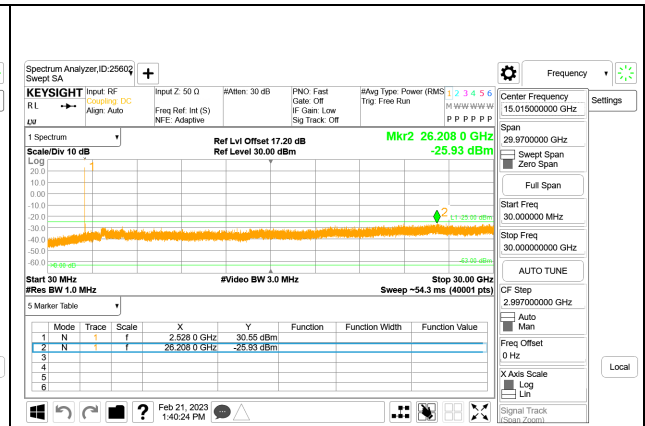 Spectrum Analyzer,ID:25602
Swept SA
+
Frequency
KEYSIGHT
Input: RF
Coupling: DC
Align: Auto
Input Z: 50 Ω
Freq Ref: Int (S)
NFE: Adaptive
#Atten: 30 dB
PNO: Fast
Gate: Off
IF Gain: Low
Sig Track: Off
#Avg Type: Power (RMS
Trig: Free Run
1 2 3 4 5 6
M W W W W W
P P P P P P
R L
Center Frequency
15.015000000 GHz
Settings
Span
29.9700000 GHz
Swept Span
Zero Span
Full Span
Start Freq
30.000000 MHz
Stop Freq
30.000000000 GHz
AUTO TUNE
CF Step
2.997000000 GHz
Auto
Man
Freq Offset
0 Hz
X Axis Scale
Log
Lin
Signal Track
(Span Zoom)
Local
1 Spectrum
Scale/Div 10 dB
Ref Lvl Offset 17.20 dB
Ref Level 30.00 dBm
Mkr2 26.208 0 GHz
-25.93 dBm
Log
20.0
10.0
0.00
-10.0
-20.0
-30.0
-40.0
-50.0
-60.0
1
2
L1 -25.00 dBm
Start 30 MHz
#Res BW 1.0 MHz
#Video BW 3.0 MHz
Stop 30.00 GHz
Sweep ~54.3 ms (40001 pts)
5 Marker Table
Mode Trace Scale X Y Function Function Width Function Value
1 N 1 f 2.528 0 GHz 30.55 dBm
2 N 1 f 26.208 0 GHz -25.93 dBm
3
4
5
6
?
Feb 21, 2023
1:40:24 PM